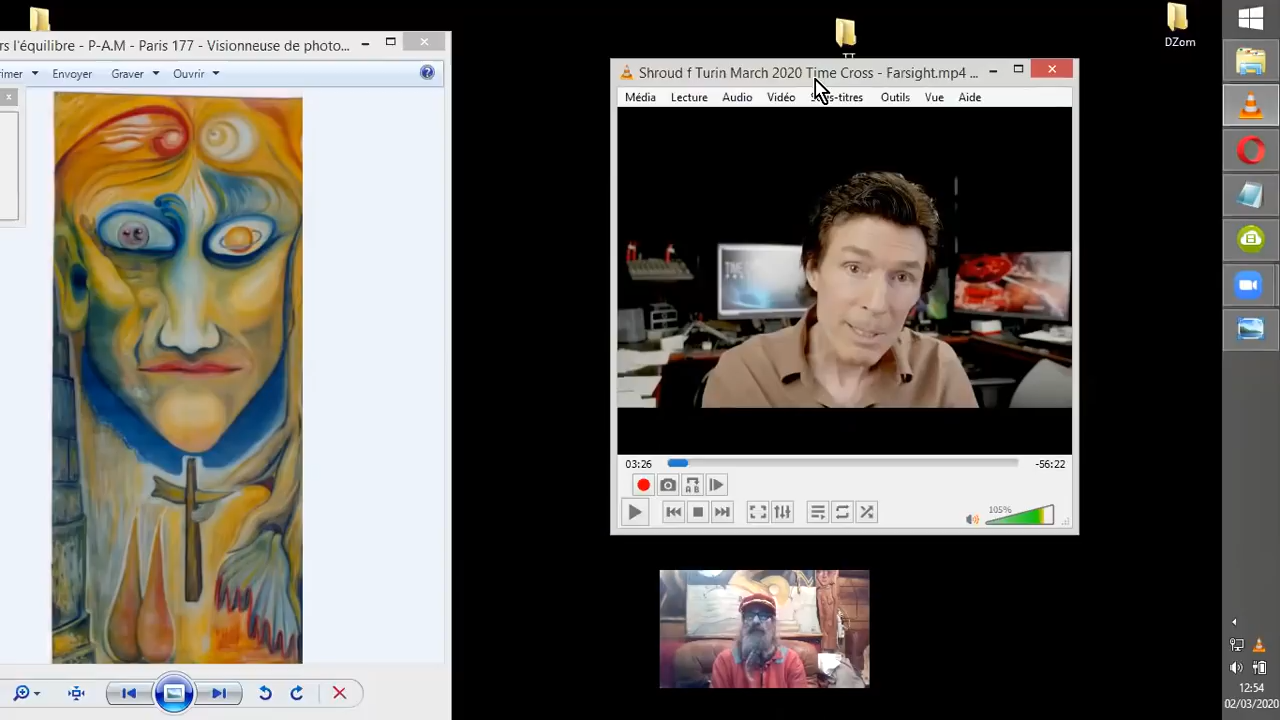 rs l'équilibre - P-A-M - Paris 177 - Visionneuse de photo...
rimer Envoyer Graver Ouvrir
DZom
Shroud f Turin March 2020 Time Cross - Farsight.mp4 ...
Média Lecture Audio Vidéo Sous-titres Outils Vue Aide
TIME
03:26 -56:22
105%
12:54
02/03/2020